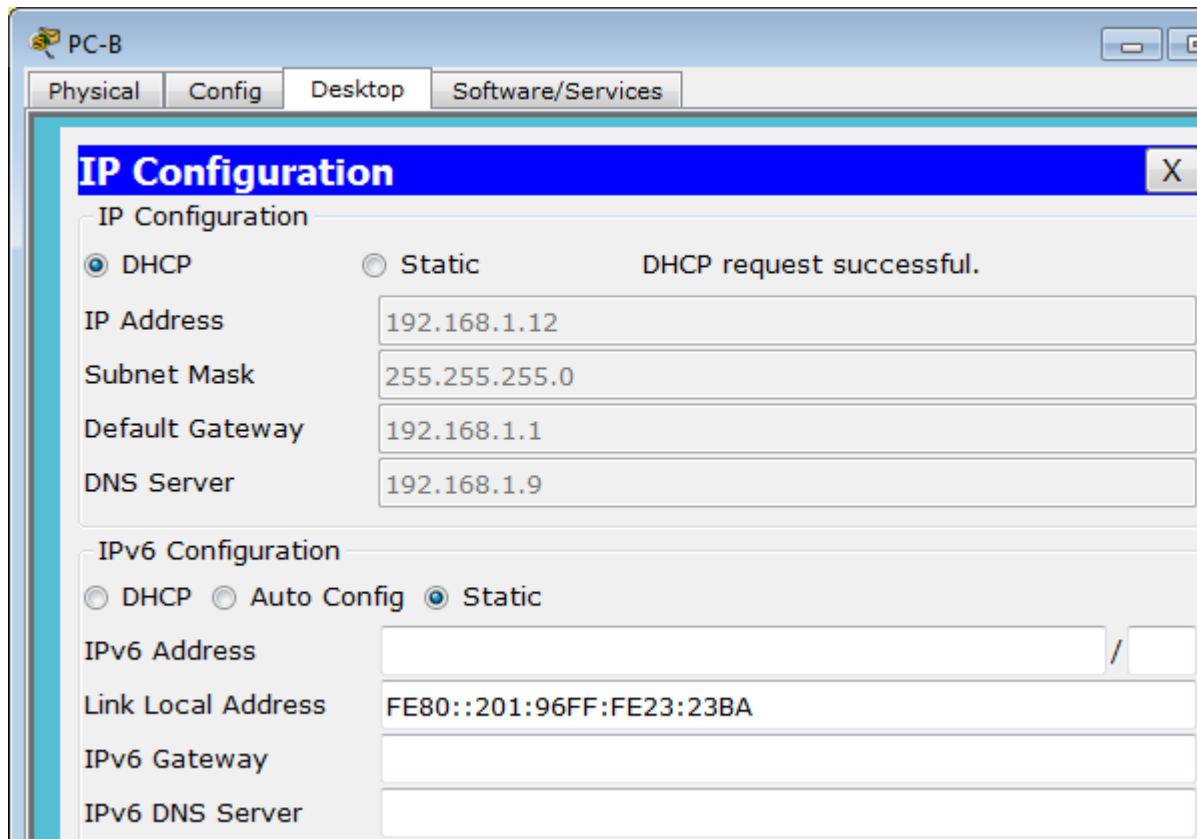 PC-B
Physical Config Desktop Software/Services
IP Configuration X
IP Configuration
DHCP Static DHCP request successful.
IP Address 192.168.1.12
Subnet Mask 255.255.255.0
Default Gateway 192.168.1.1
DNS Server 192.168.1.9
IPv6 Configuration
DHCP Auto Config Static
IPv6 Address /
Link Local Address FE80::201:96FF:FE23:23BA
IPv6 Gateway
IPv6 DNS Server